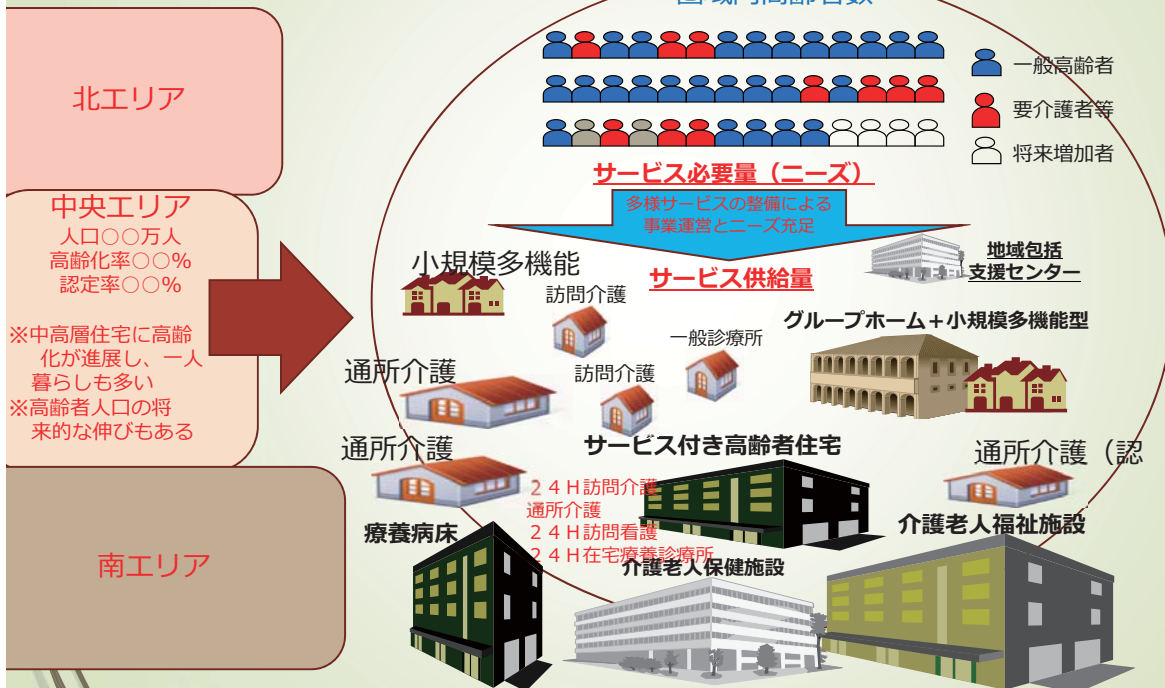 圏域内高齢者数
一般高齢者
要介護者等
将来増加者
北エリア
中央エリア
人口○○万人
高齢化率○○%
認定率○○%
※中高層住宅に高齢
化が進展し、一人
暮らしも多い
※高齢者人口の将
来的な伸びもある
南エリア
サービス必要量（ニーズ）
多様サービスの整備による
事業運営とニーズ充足
サービス供給量
地域包括
支援センター
小規模多機能
訪問介護
一般診療所
グループホーム＋小規模多機能型
通所介護
訪問介護
通所介護
サービス付き高齢者住宅
通所介護（認
２４Ｈ訪問介護
通所介護
２４Ｈ訪問看護
２４Ｈ在宅療養診療所
療養病床
介護老人保健施設
介護老人福祉施設